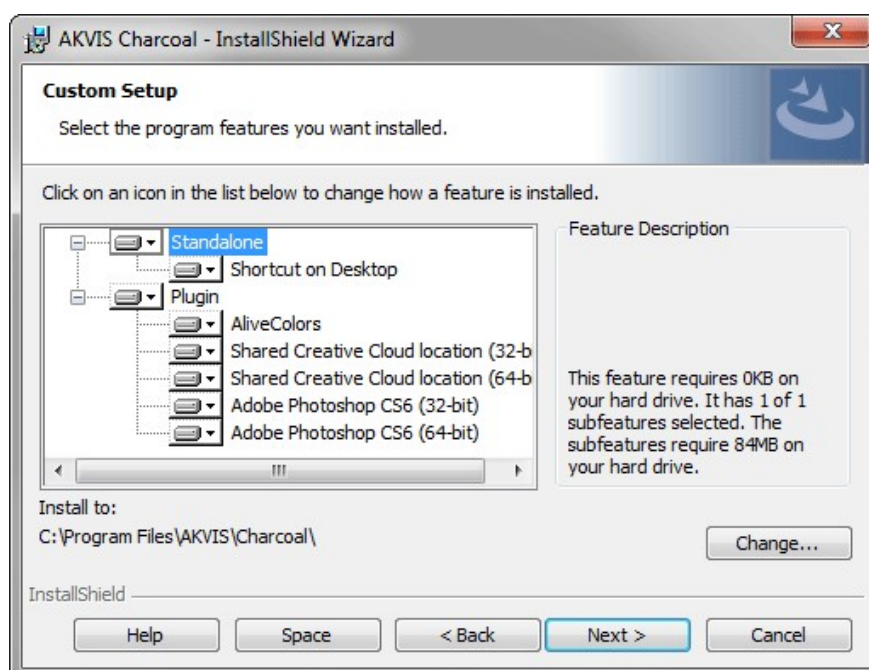 AKVIS Charcoal - InstallShield Wizard
Custom Setup
Select the program features you want installed.
Click on an icon in the list below to change how a feature is installed.
Standalone
Shortcut on Desktop
Plugin
AliveColors
Shared Creative Cloud location (32-b
Shared Creative Cloud location (64-b
Adobe Photoshop CS6 (32-bit)
Adobe Photoshop CS6 (64-bit)
Feature Description
This feature requires 0KB on
your hard drive. It has 1 of 1
subfeatures selected. The
subfeatures require 84MB on
your hard drive.
Install to:
C:\Program Files\AKVIS\Charcoal\
Change...
InstallShield
Help
Space
< Back
Next >
Cancel